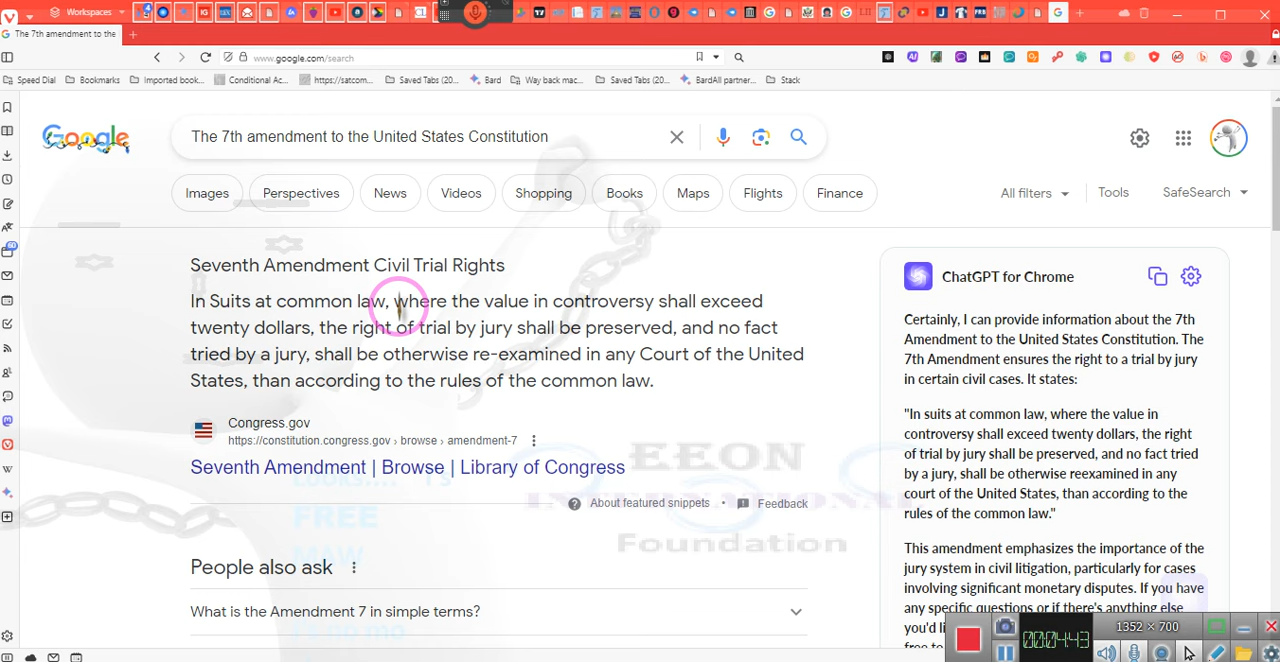 Workspaces
The 7th amendment to the
www.google.com/search
Speed Dial
Bookmarks
Imported book...
Conditional Ac...
https://satcom...
Saved Tabs (20...
Bard
Way back mac...
Saved Tabs (20...
BardAll partner...
Stack
Google
The 7th amendment to the United States Constitution
Images
Perspectives
News
Videos
Shopping
Books
Maps
Flights
Finance
All filters
Tools
SafeSearch
Seventh Amendment Civil Trial Rights
In Suits at common law, where the value in controversy shall exceed
twenty dollars, the right of trial by jury shall be preserved, and no fact
tried by a jury, shall be otherwise re-examined in any Court of the United
States, than according to the rules of the common law.
Congress.gov
https://constitution.congress.gov › browse › amendment-7
Seventh Amendment | Browse | Library of Congress
About featured snippets
Feedback
People also ask
What is the Amendment 7 in simple terms?
ChatGPT for Chrome
Certainly, I can provide information about the 7th
Amendment to the United States Constitution. The
7th Amendment ensures the right to a trial by jury
in certain civil cases. It states:
"In suits at common law, where the value in
controversy shall exceed twenty dollars, the right
of trial by jury shall be preserved, and no fact tried
by a jury, shall be otherwise reexamined in any
court of the United States, than according to the
rules of the common law."
This amendment emphasizes the importance of the
jury system in civil litigation, particularly for cases
involving significant monetary disputes. If you have
any specific questions or if there's anything else
you'd li
free to
EEON
Foundation
FREE
1352 × 700
00:04:43